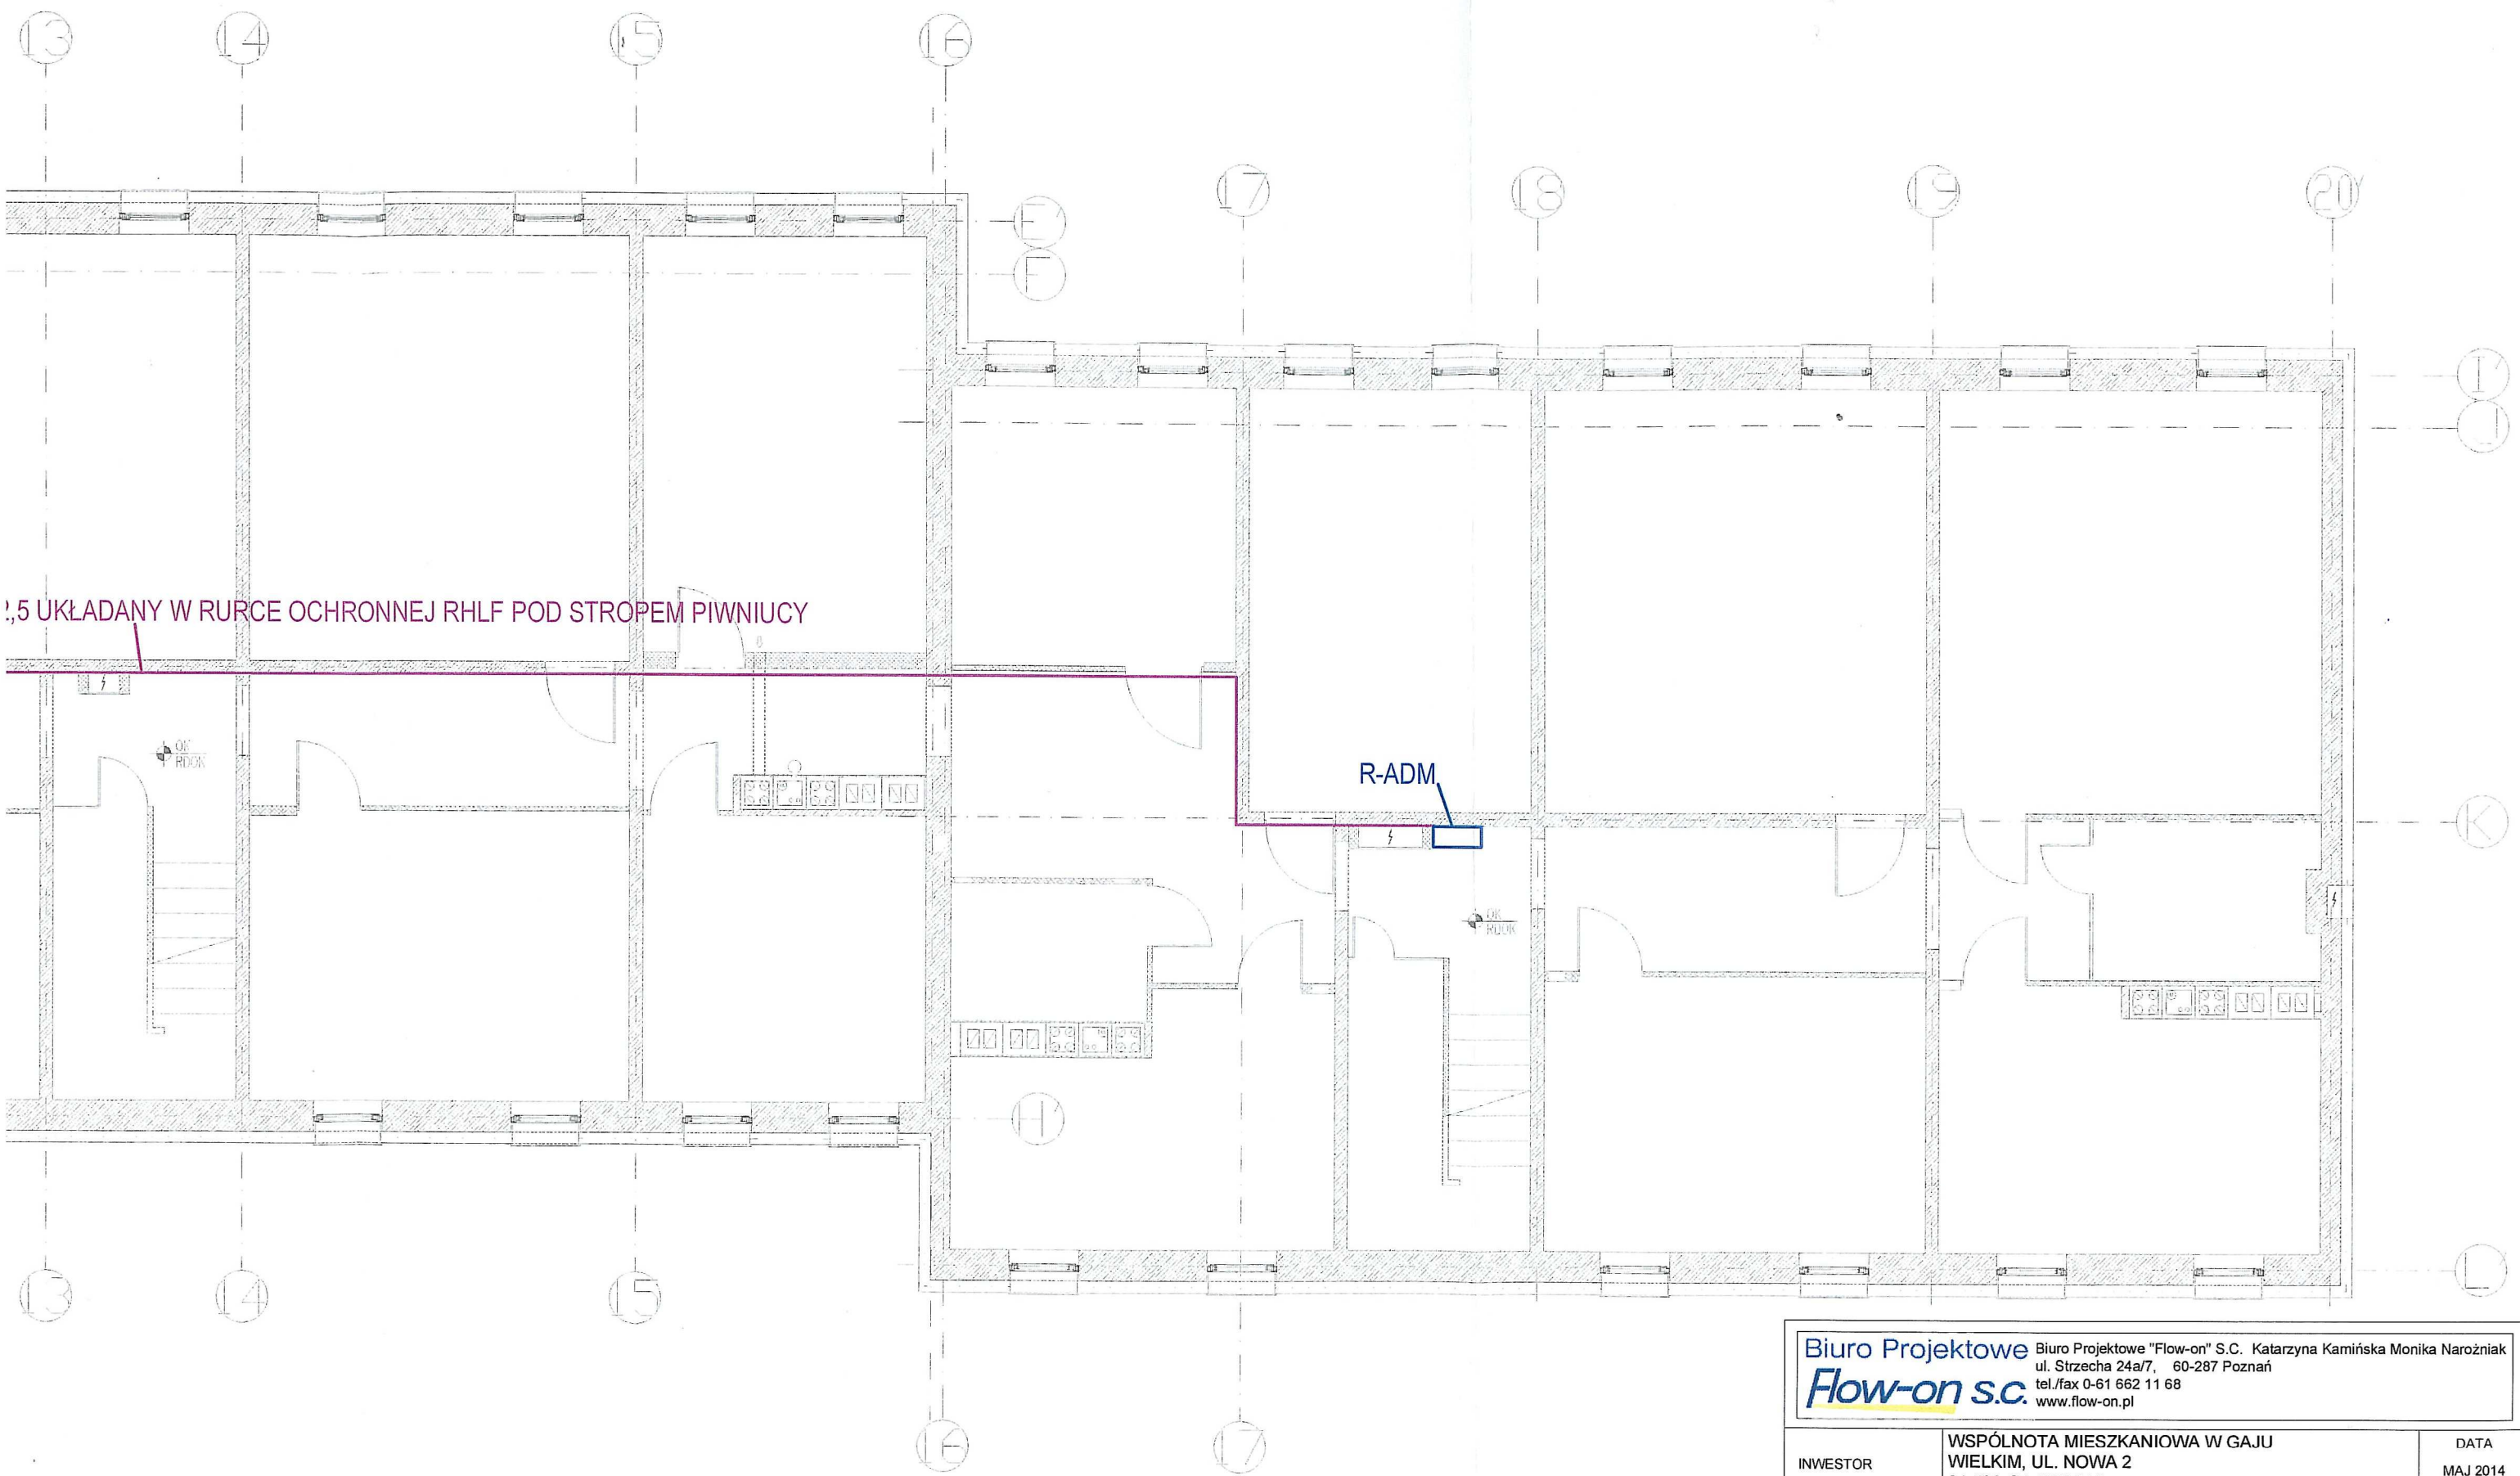 13 14 15 16
17 18 19 20'
E'
F
I'
J
,5 UKŁADANY W RURCE OCHRONNEJ RHLF POD STROPEM PIWNIUCY
R-ADM
K
H'
L
13 14 15
16 17
Biuro Projektowe
Flow-on s.c.
Biuro Projektowe "Flow-on" S.C. Katarzyna Kamińska Monika Narożniak
ul. Strzecha 24a/7, 60-287 Poznań
tel./fax 0-61 662 11 68
www.flow-on.pl
INWESTOR
WSPÓLNOTA MIESZKANIOWA W GAJU
WIELKIM, UL. NOWA 2
DATA
MAJ 2014